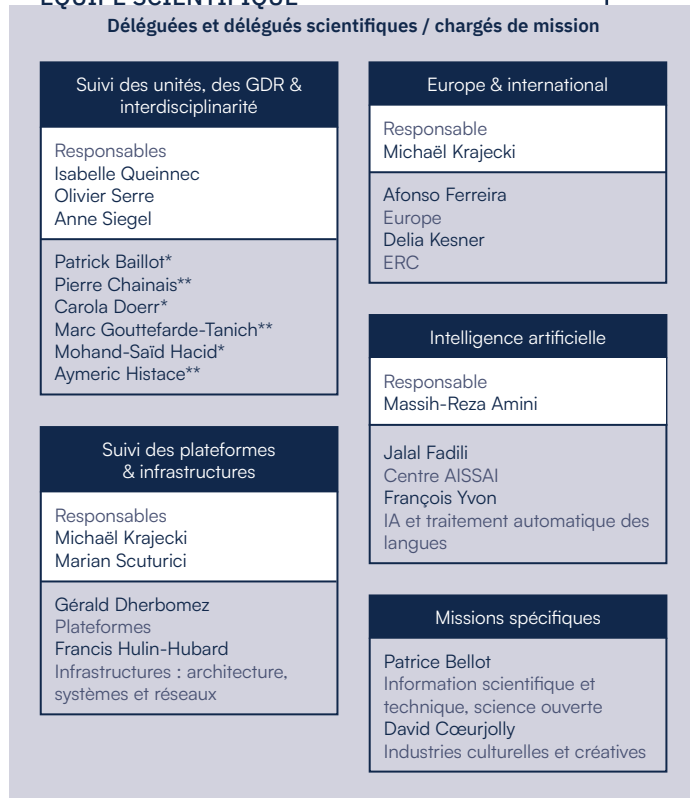 ÉQUIPE SCIENTIFIQUE
Déléguées et délégués scientifiques / chargés de mission
Suivi des unités, des GDR &
interdisciplinarité
Responsables
Isabelle Queinnec
Olivier Serre
Anne Siegel
Patrick Baillot*
Pierre Chainais**
Carola Doerr*
Marc Gouttefarde-Tanich**
Mohand-Saïd Hacid*
Aymeric Histace**
Suivi des plateformes
& infrastructures
Responsables
Michaël Krajecki
Marian Scuturici
Gérald Dherbomez
Plateformes
Francis Hulin-Hubard
Infrastructures : architecture,
systèmes et réseaux
Europe & international
Responsable
Michaël Krajecki
Afonso Ferreira
Europe
Delia Kesner
ERC
Intelligence artificielle
Responsable
Massih-Reza Amini
Jalal Fadili
Centre AISSAI
François Yvon
IA et traitement automatique des
langues
Missions spécifiques
Patrice Bellot
Information scientifique et
technique, science ouverte
David Cœurjolly
Industries culturelles et créatives